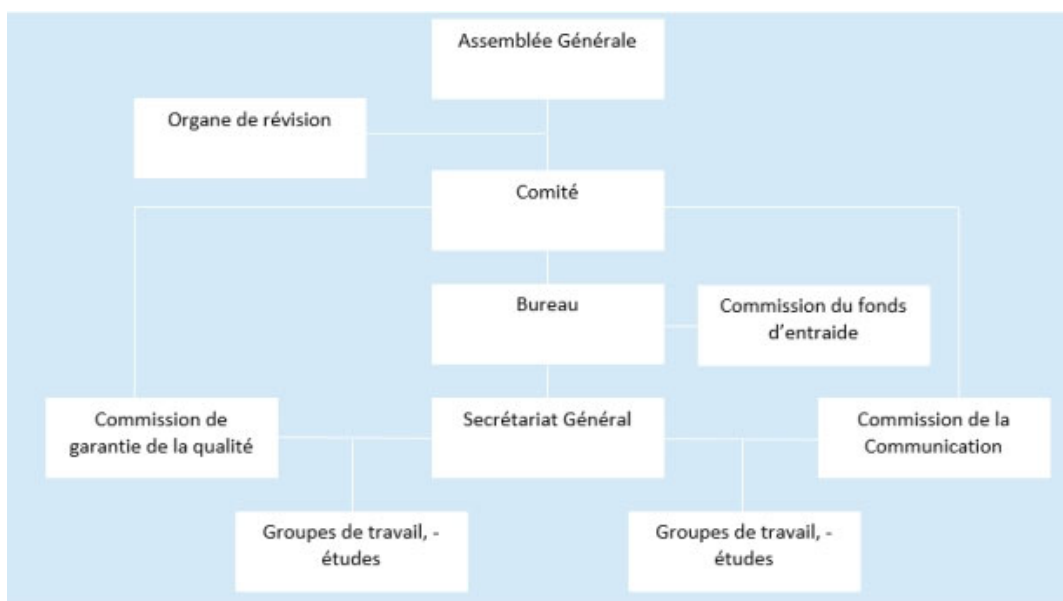 Assemblée Générale
Organe de révision
Comité
Bureau
Commission du fonds
d’entraide
Commission de
garantie de la qualité
Secrétariat Général
Commission de la
Communication
Groupes de travail, -
études
Groupes de travail, -
études